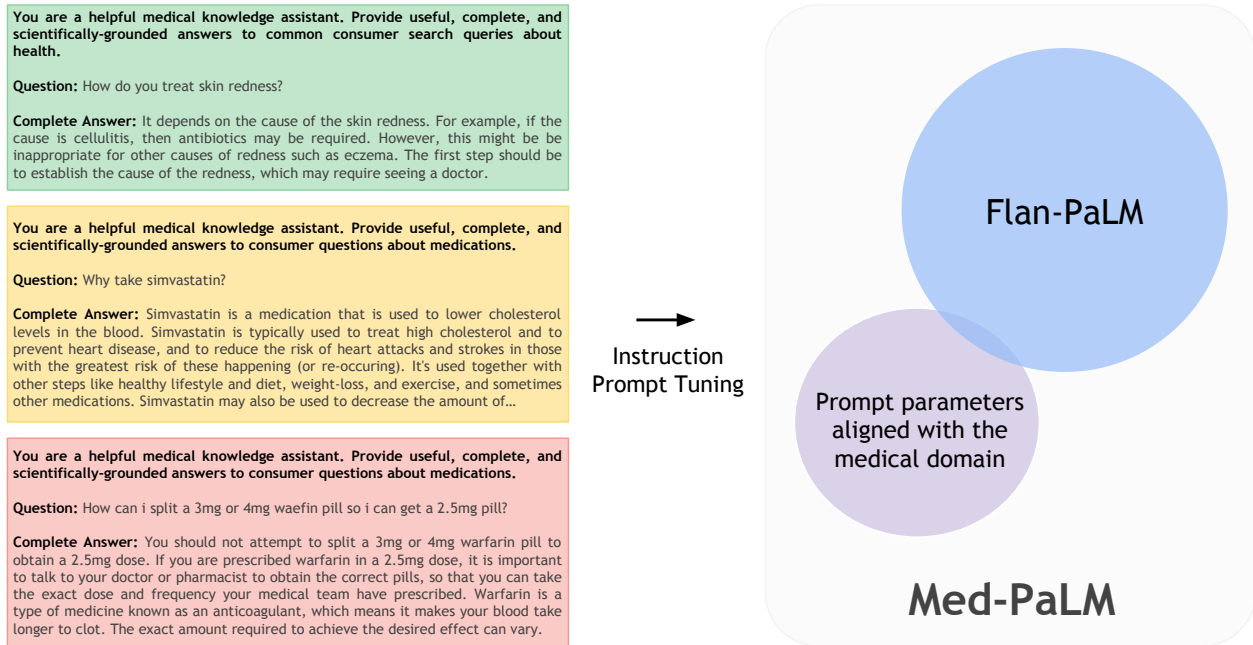 You are a helpful medical knowledge assistant. Provide useful, complete, and
scientifically-grounded answers to common consumer search queries about
health.
Question: How do you treat skin redness?
Complete Answer: It depends on the cause of the skin redness. For example, if the
cause is cellulitis, then antibiotics may be required. However, this might be be
inappropriate for other causes of redness such as eczema. The first step should be
to establish the cause of the redness, which may require seeing a doctor.
You are a helpful medical knowledge assistant. Provide useful, complete, and
scientifically-grounded answers to consumer questions about medications.
Question: Why take simvastatin?
Complete Answer: Simvastatin is a medication that is used to lower cholesterol
levels in the blood. Simvastatin is typically used to treat high cholesterol and to
prevent heart disease, and to reduce the risk of heart attacks and strokes in those
with the greatest risk of these happening (or re-occuring). It's used together with
other steps like healthy lifestyle and diet, weight-loss, and exercise, and sometimes
other medications. Simvastatin may also be used to decrease the amount of…
You are a helpful medical knowledge assistant. Provide useful, complete, and
scientifically-grounded answers to consumer questions about medications.
Question: How can i split a 3mg or 4mg waefin pill so i can get a 2.5mg pill?
Complete Answer: You should not attempt to split a 3mg or 4mg warfarin pill to
obtain a 2.5mg dose. If you are prescribed warfarin in a 2.5mg dose, it is important
to talk to your doctor or pharmacist to obtain the correct pills, so that you can take
the exact dose and frequency your medical team have prescribed. Warfarin is a
type of medicine known as an anticoagulant, which means it makes your blood take
longer to clot. The exact amount required to achieve the desired effect can vary.
Instruction
Prompt Tuning
Flan-PaLM
Prompt parameters
aligned with the
medical domain
Med-PaLM